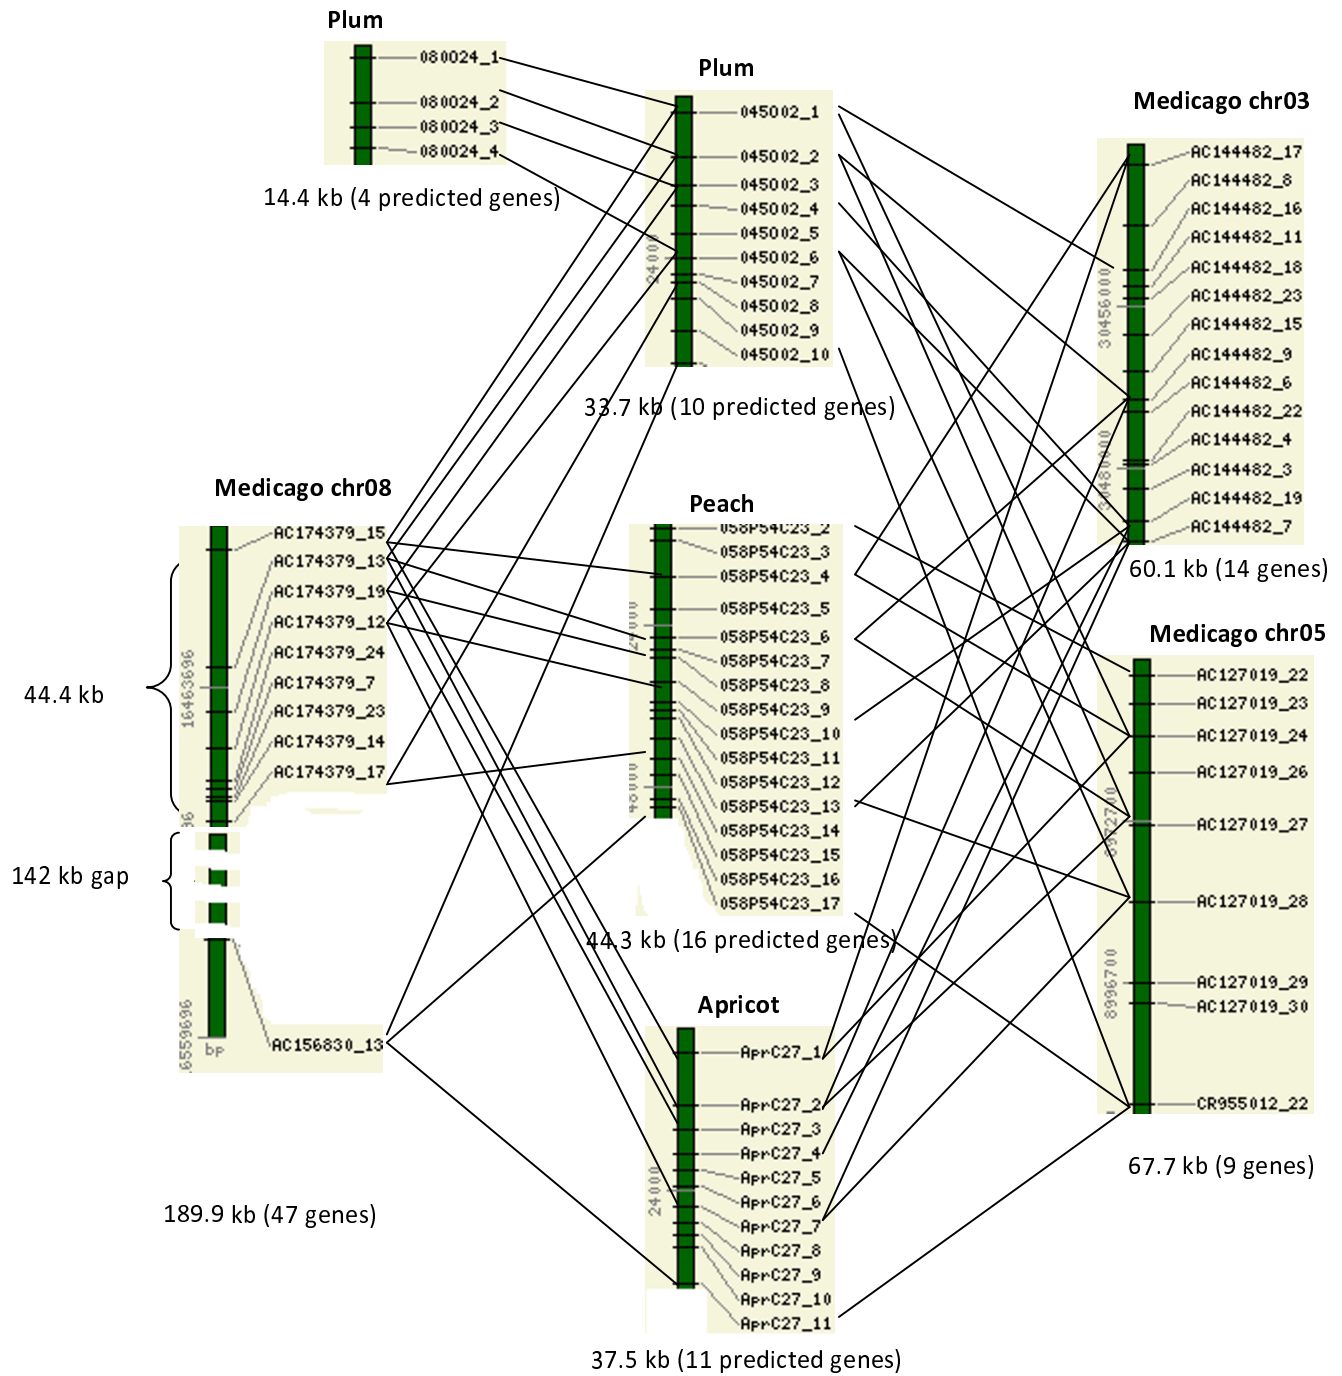 Plum
080024_1
080024_2
080024_3
080024_4
14.4 kb (4 predicted genes)
Plum
045002_1
045002_2
045002_3
045002_4
045002_5
045002_6
045002_7
045002_8
045002_9
045002_10
24000
33.7 kb (10 predicted genes)
Medicago chr03
AC144482_17
AC144482_8
AC144482_16
AC144482_11
AC144482_18
AC144482_23
AC144482_15
AC144482_9
AC144482_6
AC144482_22
AC144482_4
AC144482_3
AC144482_19
AC144482_7
30456000
30480000
60.1 kb (14 genes)
Medicago chr08
AC174379_15
AC174379_13
AC174379_19
AC174379_12
AC174379_24
AC174379_7
AC174379_23
AC174379_14
AC174379_17
16463696
44.4 kb
142 kb gap
AC156830_13
bp
6559696
189.9 kb (47 genes)
Peach
058P54C23_2
058P54C23_3
058P54C23_4
058P54C23_5
058P54C23_6
058P54C23_7
058P54C23_8
058P54C23_9
058P54C23_10
058P54C23_11
058P54C23_12
058P54C23_13
058P54C23_14
058P54C23_15
058P54C23_16
058P54C23_17
24000
48000
44.3 kb (16 predicted genes)
Medicago chr05
AC127019_22
AC127019_23
AC127019_24
AC127019_26
AC127019_27
AC127019_28
AC127019_29
AC127019_30
CR955012_22
8972700
8996700
67.7 kb (9 genes)
Apricot
AprC27_1
AprC27_2
AprC27_3
AprC27_4
AprC27_5
AprC27_6
AprC27_7
AprC27_8
AprC27_9
AprC27_10
AprC27_11
24000
37.5 kb (11 predicted genes)